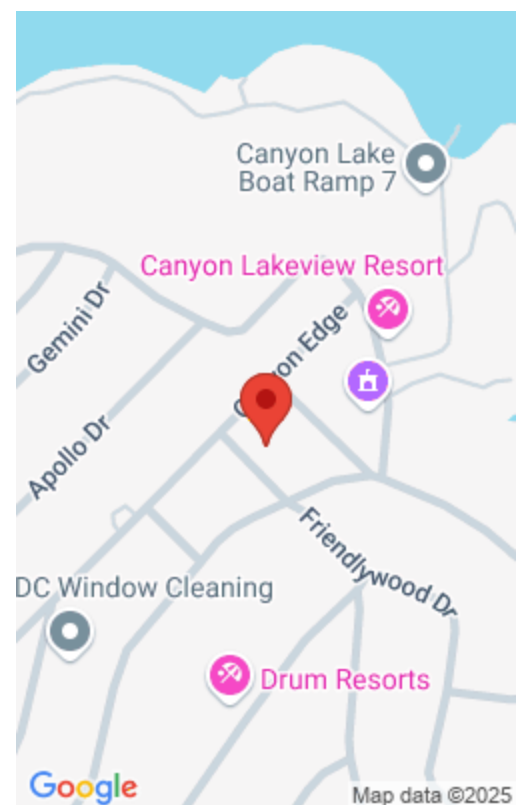 Canyon Lake
Boat Ramp 7
Canyon Lakeview Resort
Gemini Dr
Edge
Apollo Dr
Friendlywood Dr
DC Window Cleaning
Drum Resorts
Google
Map data ©2025